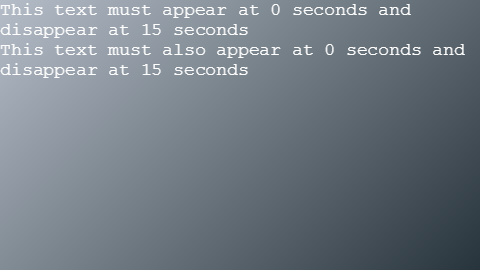 This text must appear at 0 seconds and
disappear at 15 seconds
This text must also appear at 0 seconds and
disappear at 15 seconds